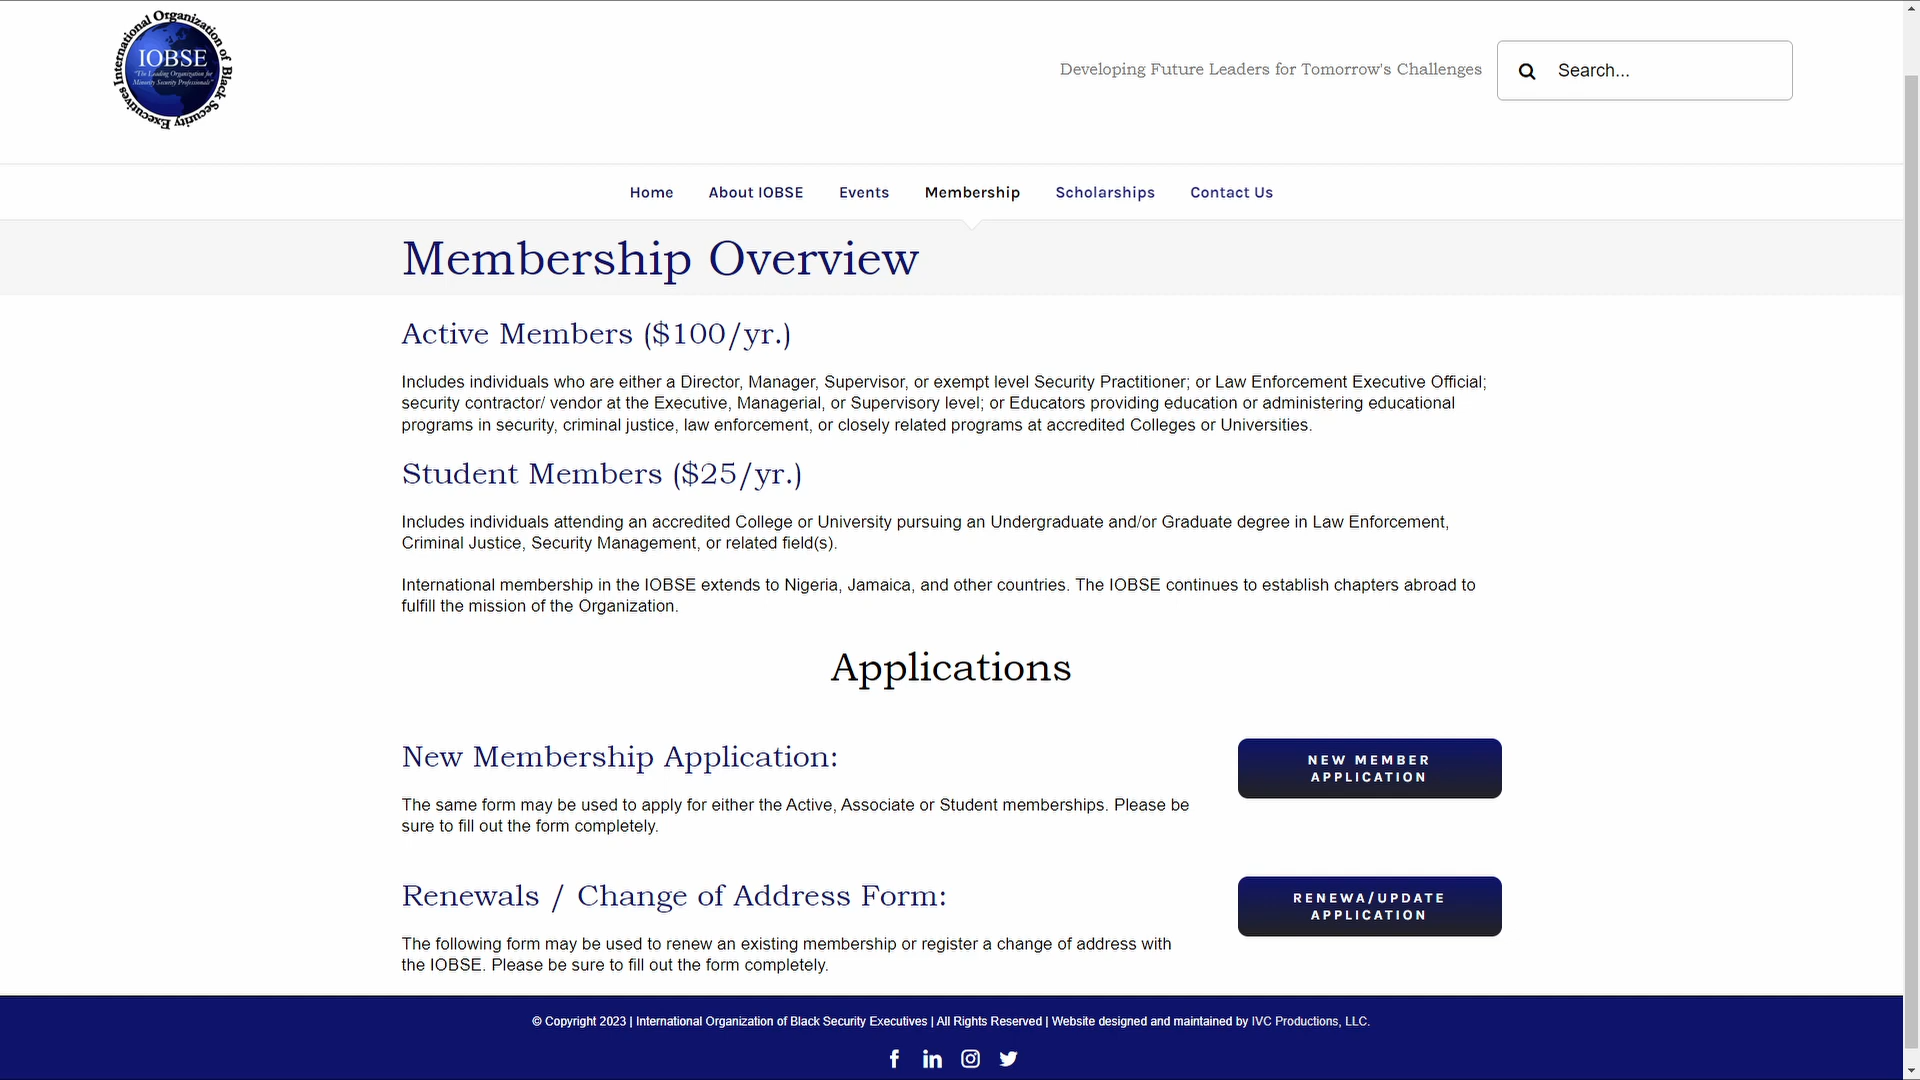 International Organization of Black Security Executives
IOBSE
"The Leading Organization for
Minority Security Professionals"
Developing Future Leaders for Tomorrow's Challenges
Search...
Home About IOBSE Events Membership Scholarships Contact Us
Membership Overview
Active Members ($100/yr.)
Includes individuals who are either a Director, Manager, Supervisor, or exempt level Security Practitioner; or Law Enforcement Executive Official;
security contractor/ vendor at the Executive, Managerial, or Supervisory level; or Educators providing education or administering educational
programs in security, criminal justice, law enforcement, or closely related programs at accredited Colleges or Universities.
Student Members ($25/yr.)
Includes individuals attending an accredited College or University pursuing an Undergraduate and/or Graduate degree in Law Enforcement,
Criminal Justice, Security Management, or related field(s).
International membership in the IOBSE extends to Nigeria, Jamaica, and other countries. The IOBSE continues to establish chapters abroad to
fulfill the mission of the Organization.
Applications
New Membership Application:
The same form may be used to apply for either the Active, Associate or Student memberships. Please be
sure to fill out the form completely.
NEW MEMBER
APPLICATION
Renewals / Change of Address Form:
The following form may be used to renew an existing membership or register a change of address with
the IOBSE. Please be sure to fill out the form completely.
RENEWA/UPDATE
APPLICATION
© Copyright 2023 | International Organization of Black Security Executives | All Rights Reserved | Website designed and maintained by IVC Productions, LLC.